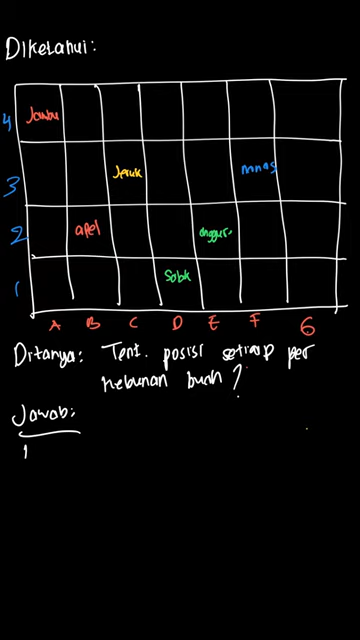 Diketahui:
4 Jambu
3 Jeruk nnas
2 apel anggur
1 Salak
A B C D E F G
Ditanya: Tent. posisi setiap per
kebunan buah?
Jawab:
1